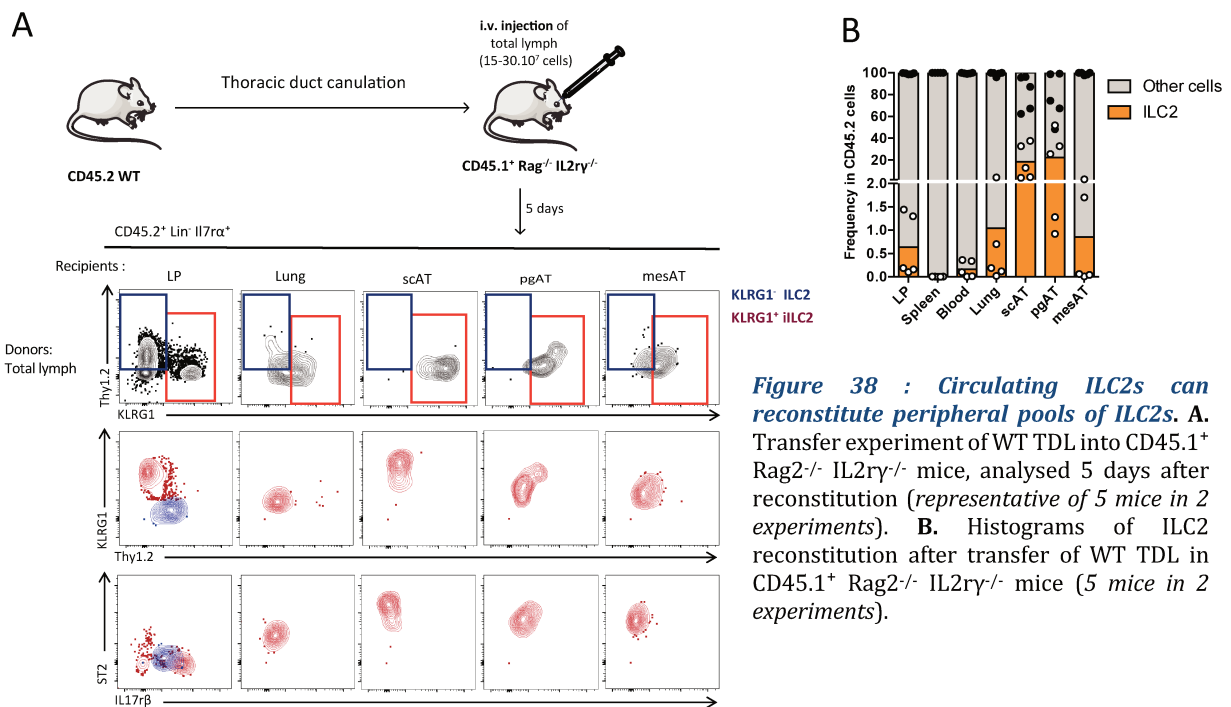 A
CD45.2 WT
Thoracic duct canulation
i.v. injection of
total lymph
(15-30.10⁷ cells)
CD45.1⁺ Rag⁻/⁻ IL2rγ⁻/⁻
5 days
CD45.2⁺ Lin⁻ Il7rα⁺
Recipients :
LP Lung scAT pgAT mesAT
KLRG1⁻ ILC2
KLRG1⁺ iILC2
Donors:
Total lymph
Thy1.2
KLRG1
KLRG1
Thy1.2
ST2
IL17rβ
B
Frequency in CD45.2 cells
100
80
60
40
20
2.0
1.5
1.0
0.5
0.0
LP Spleen Blood Lung scAT pgAT mesAT
Other cells
ILC2
Figure 38 : Circulating ILC2s can
reconstitute peripheral pools of ILC2s. A.
Transfer experiment of WT TDL into CD45.1⁺
Rag2⁻/⁻ IL2rγ⁻/⁻ mice, analysed 5 days after
reconstitution (representative of 5 mice in 2
experiments). B. Histograms of ILC2
reconstitution after transfer of WT TDL in
CD45.1⁺ Rag2⁻/⁻ IL2rγ⁻/⁻ mice (5 mice in 2
experiments).